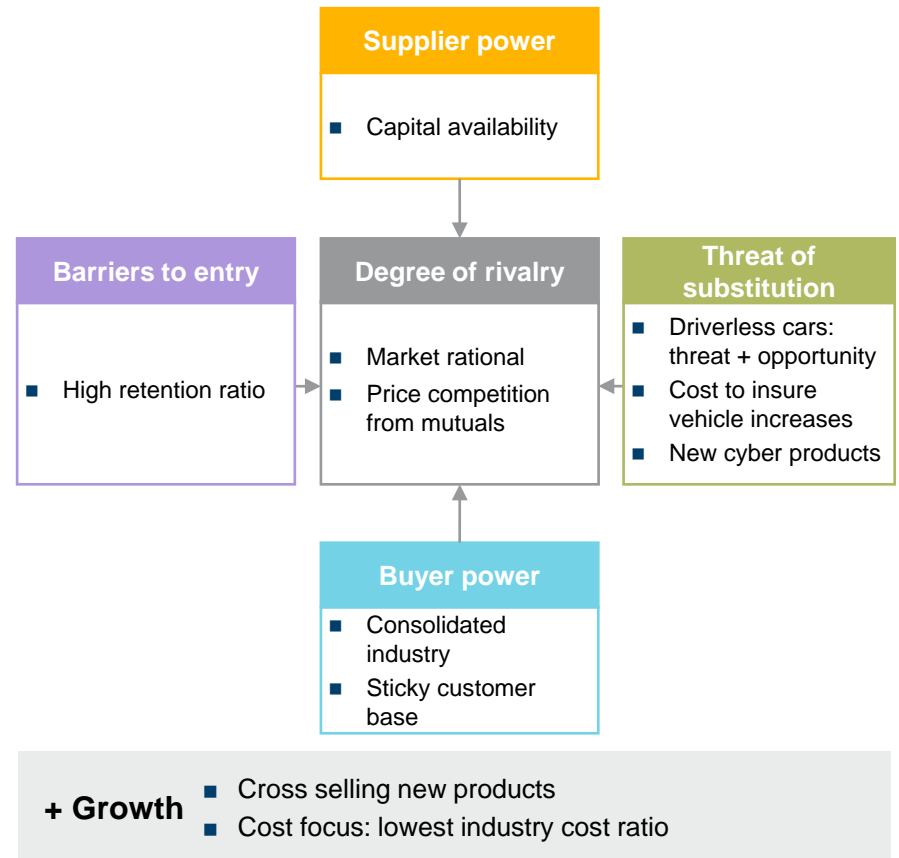 Supplier power
Capital availability
Barriers to entry
High retention ratio
Degree of rivalry
Market rational
Price competition
from mutuals
Threat of
substitution
Driverless cars:
threat + opportunity
Cost to insure
vehicle increases
New cyber products
Buyer power
Consolidated
industry
Sticky customer
base
+ Growth
Cross selling new products
Cost focus: lowest industry cost ratio